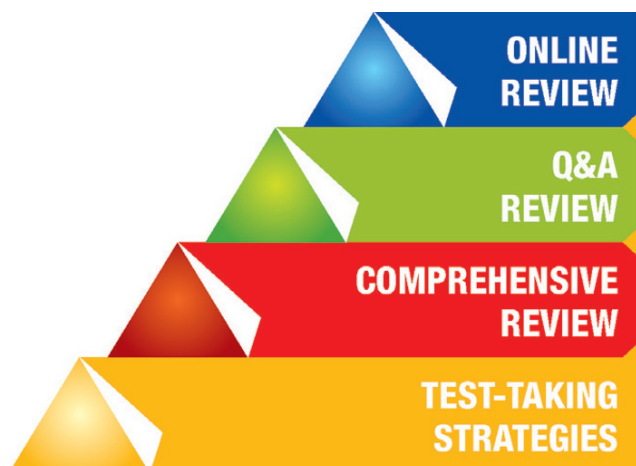 ONLINE
REVIEW
Q&A
REVIEW
COMPREHENSIVE
REVIEW
TEST-TAKING
STRATEGIES